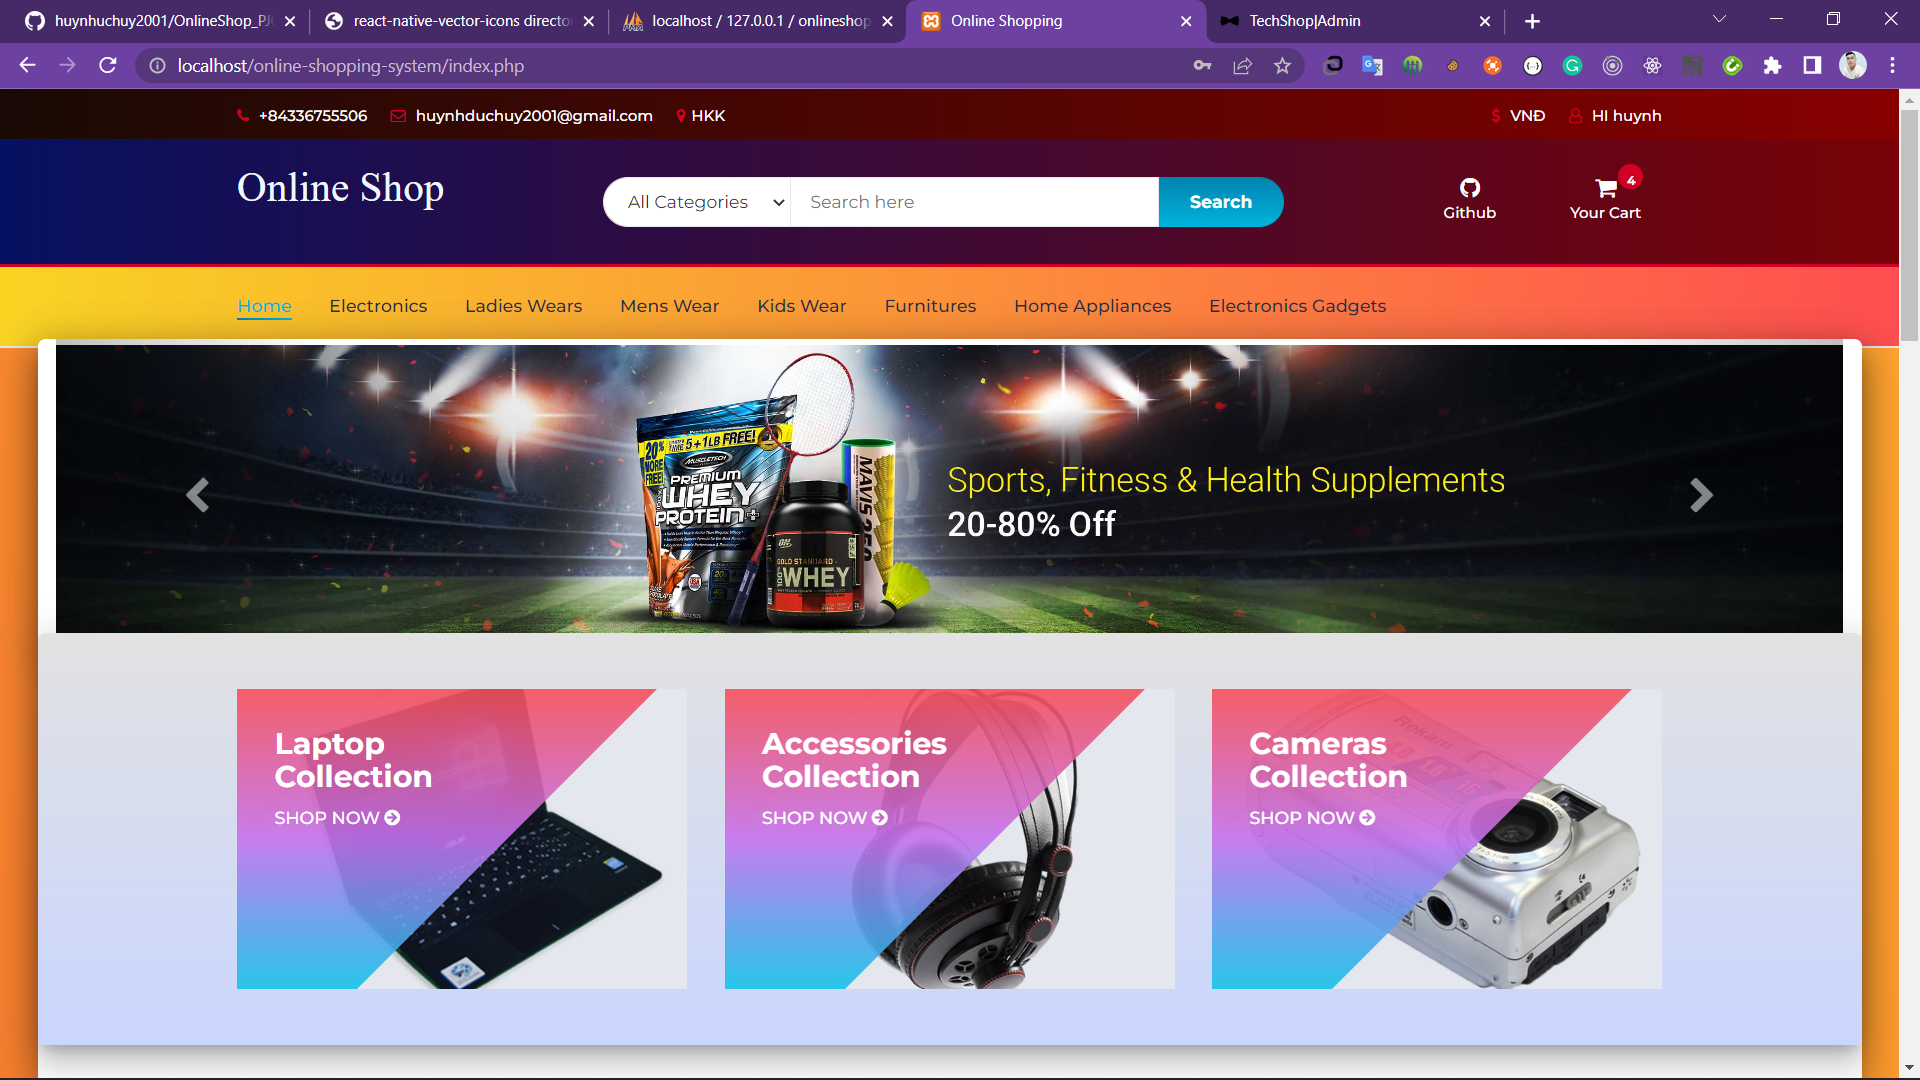 huynhuchuy2001/OnlineShop_PJ
react-native-vector-icons directo
localhost / 127.0.0.1 / onlineshop
Online Shopping
TechShop|Admin
localhost/online-shopping-system/index.php
+84336755506
huynhduchuy2001@gmail.com
HKK
$ VNĐ
HI huynh
Online Shop
All Categories
Search here
Search
Github
4
Your Cart
Home
Electronics
Ladies Wears
Mens Wear
Kids Wear
Furnitures
Home Appliances
Electronics Gadgets
20% MORE FREE!
5+1LB FREE!
MUSCLETECH
PREMIUM
WHEY
PROTEIN+
MAVIS 350
GOLD STANDARD
100% WHEY
Sports, Fitness & Health Supplements
20-80% Off
Laptop
Collection
SHOP NOW
Accessories
Collection
SHOP NOW
Cameras
Collection
SHOP NOW
Rekam